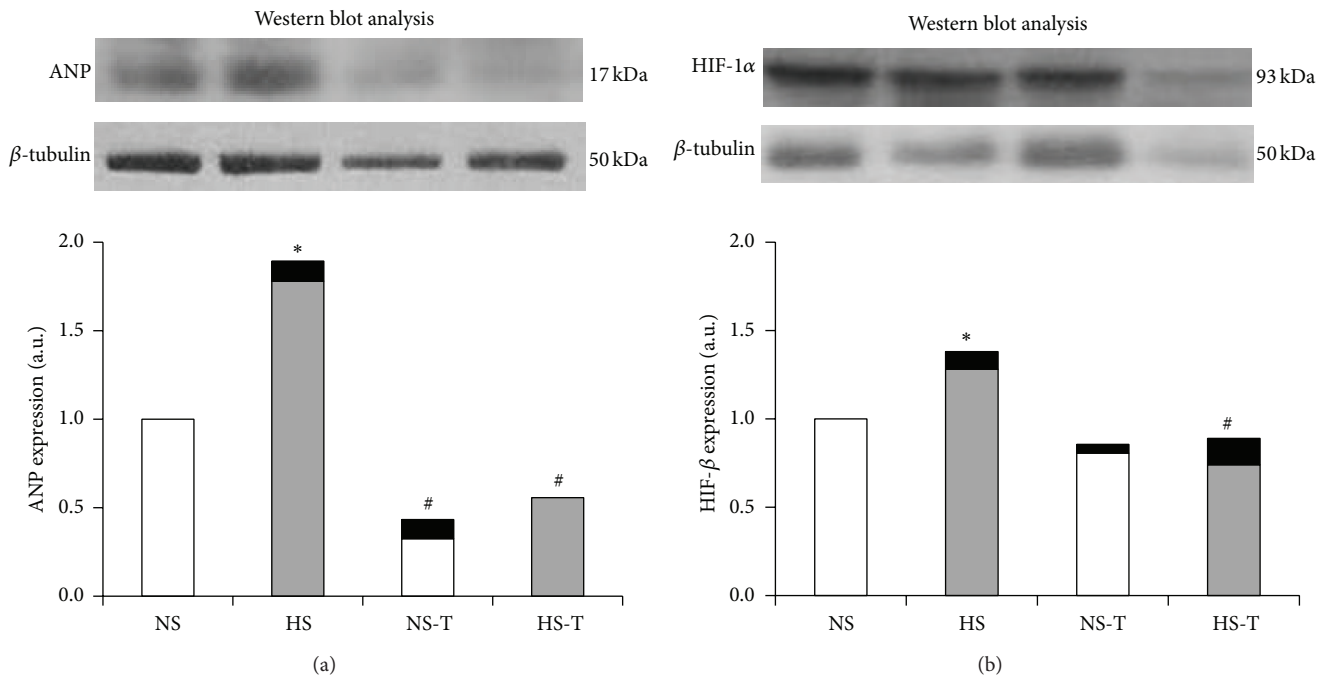 Western blot analysis
ANP
17 kDa
β-tubulin
50 kDa
2.0
1.5
1.0
0.5
0.0
ANP expression (a.u.)
*
#
#
NS
HS
NS-T
HS-T
(a)
Western blot analysis
HIF-1α
93 kDa
β-tubulin
50 kDa
2.0
1.5
1.0
0.5
0.0
HIF-β expression (a.u.)
*
#
NS
HS
NS-T
HS-T
(b)